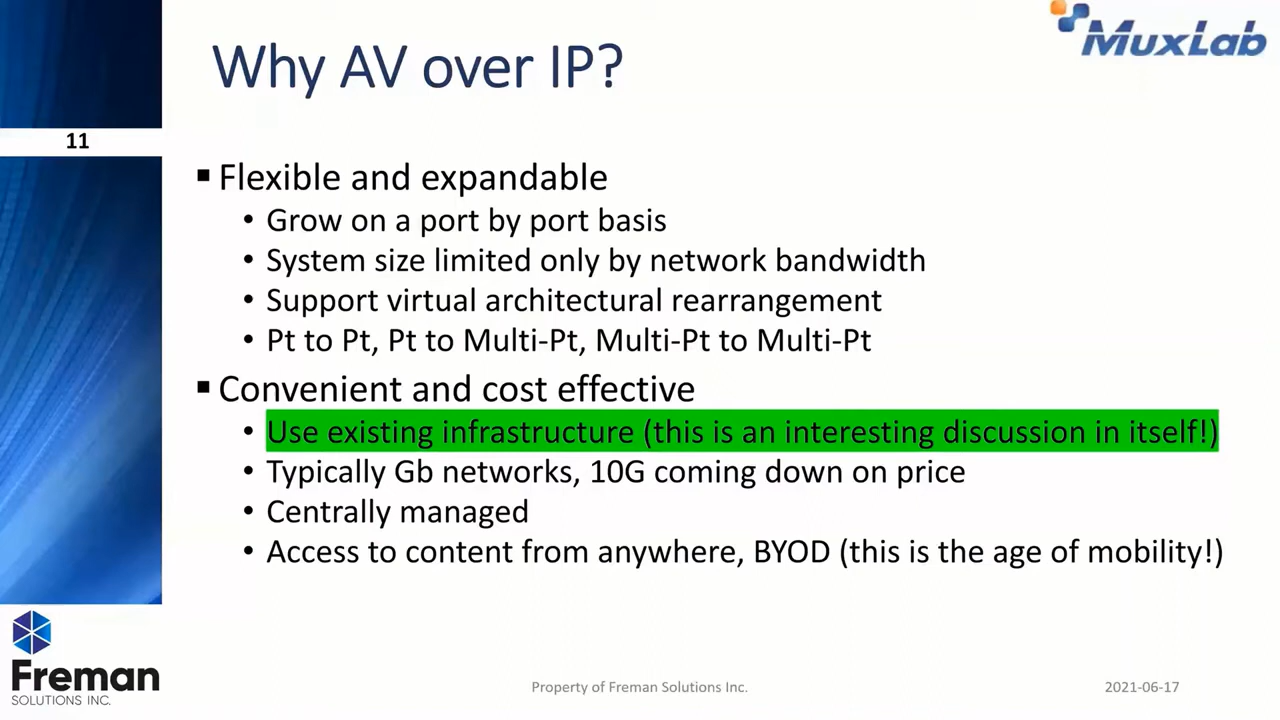 MuxLab
Why AV over IP?
11
▪ Flexible and expandable
• Grow on a port by port basis
• System size limited only by network bandwidth
• Support virtual architectural rearrangement
• Pt to Pt, Pt to Multi-Pt, Multi-Pt to Multi-Pt
▪ Convenient and cost effective
• Use existing infrastructure (this is an interesting discussion in itself!)
• Typically Gb networks, 10G coming down on price
• Centrally managed
• Access to content from anywhere, BYOD (this is the age of mobility!)
Freman
SOLUTIONS INC.
Property of Freman Solutions Inc.
2021-06-17